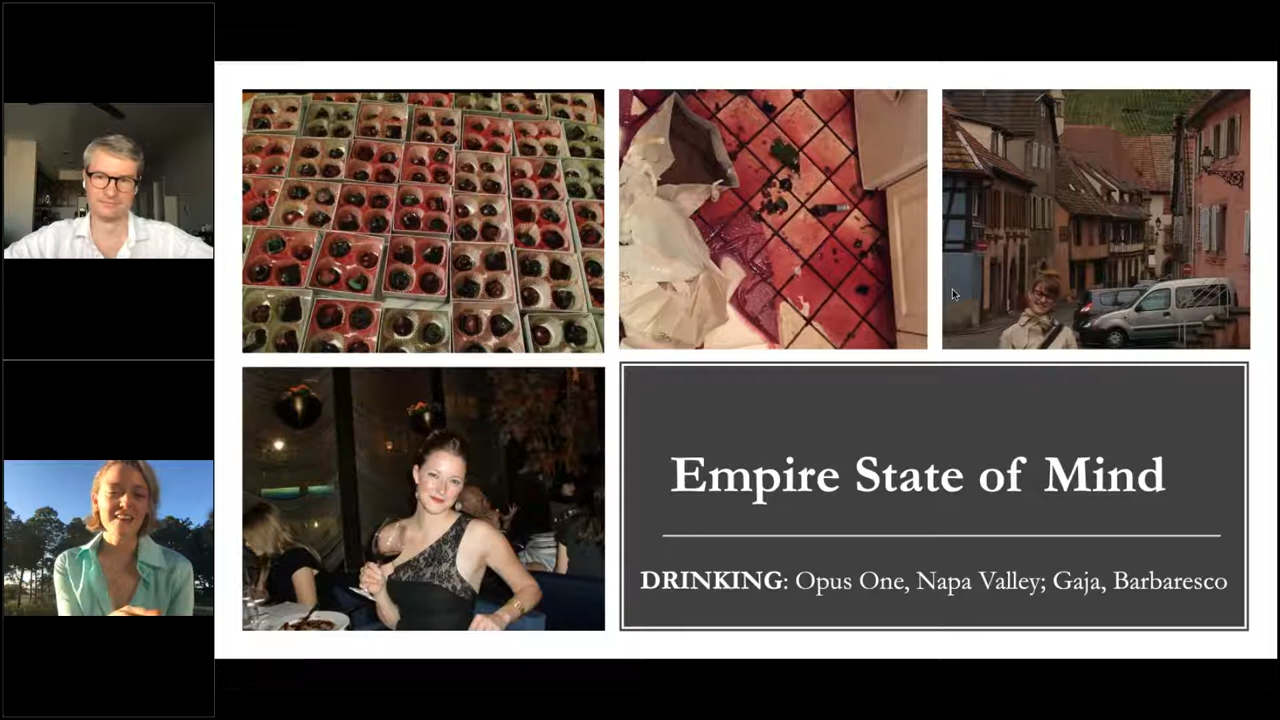 Empire State of Mind
DRINKING: Opus One, Napa Valley; Gaja, Barbaresco